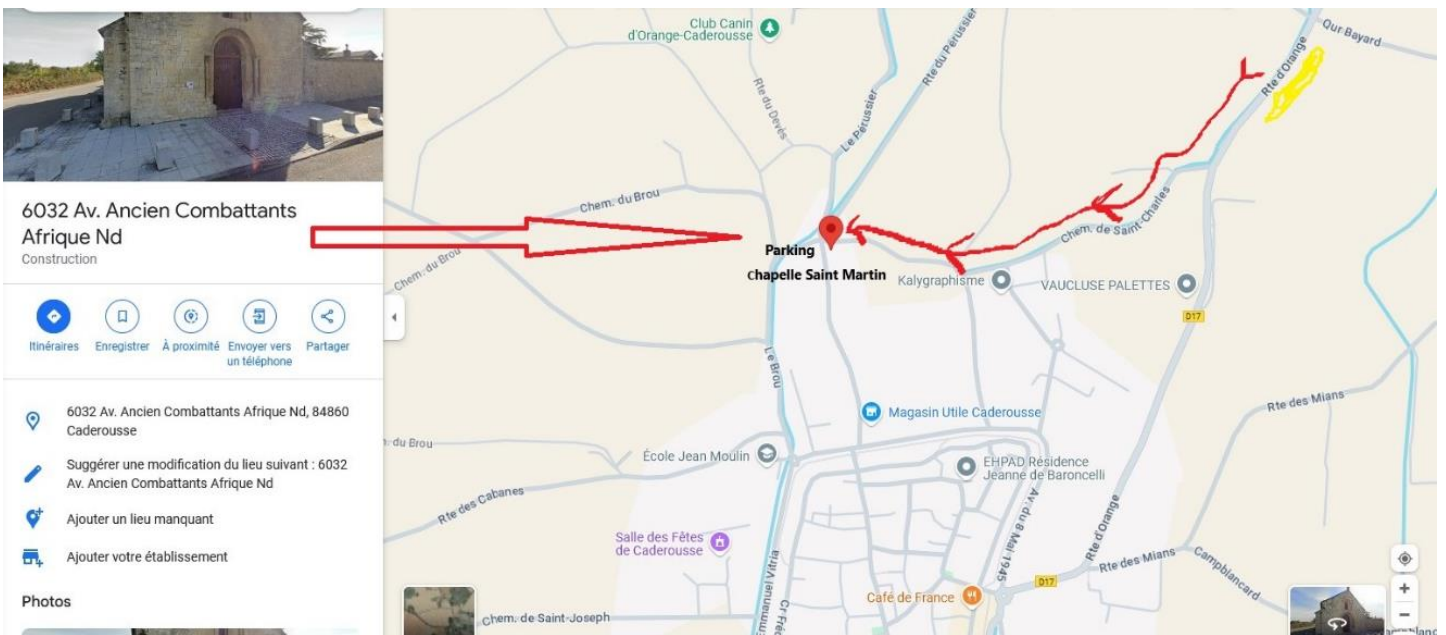 6032 Av. Ancien Combattants
Afrique Nd
Construction
Itinéraires
Enregistrer
À proximité
Envoyer vers
un téléphone
Partager
6032 Av. Ancien Combattants Afrique Nd, 84860
Caderousse
Suggérer une modification du lieu suivant : 6032
Av. Ancien Combattants Afrique Nd
Ajouter un lieu manquant
Ajouter votre établissement
Photos
Club Canin
d'Orange-Caderousse
Rte du Pérussier
Rte d'Orange
Qur Bayard
Rte du Devès
Le Pérussier
Chem. du Brou
Chem. du Brou
Parking
chapelle Saint Martin
Chem. de Saint-Charles
Kalygraphisme
VAUCLUSE PALETTES
D17
Le Brou
Magasin Utile Caderousse
Rte des Mians
du Brou
École Jean Moulin
EHPAD Résidence
Jeanne de Baroncelli
Rte des Cabanes
Av. du 8 Mai 1945
Rte d'Orange
Salle des Fêtes
de Caderousse
Rte des Mians
Campblancard
D17
Café de France
Chem. de Saint-Joseph
Emmanuel Vitria